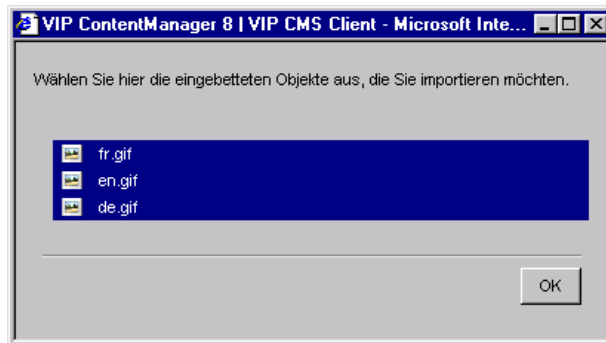 VIP ContentManager 8 | VIP CMS Client - Microsoft Inte...
Wählen Sie hier die eingebetteten Objekte aus, die Sie importieren möchten.
fr.gif
en.gif
de.gif
OK